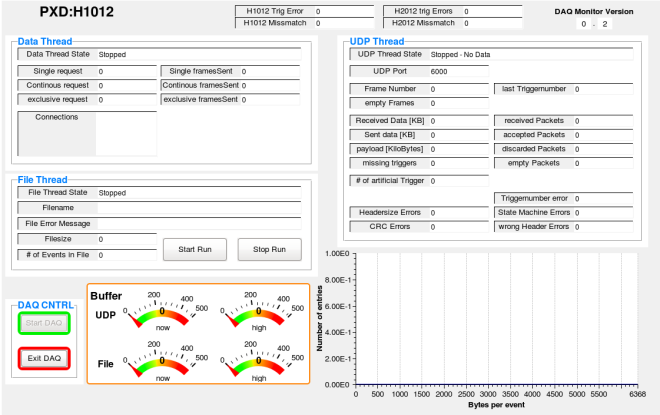 PXD:H1012
H1012 Trig Error 0
H1012 Missmatch 0
H2012 trig Errors 0
H2012 Missmatch 0
DAQ Monitor Version
0 . 2
Data Thread
Data Thread State Stopped
Single request 0 Single framesSent 0
Continous request 0 Continous framesSent 0
exclusive request 0 exclusive framesSent 0
Connections
File Thread
File Thread State Stopped
Filename
File Error Message
Filesize 0
# of Events in File 0
Start Run Stop Run
UDP Thread
UDP Thread State Stopped - No Data
UDP Port 6000
Frame Number 0 last Triggernumber 0
empty Frames 0
Received Data [KB] 0 received Packets 0
Sent data [KB] 0 accepted Packets 0
payload [KiloBytes] 0 discarded Packets 0
missing triggers 0 empty Packets 0
# of artificial Trigger 0
Triggernumber error 0
Headersize Errors 0 State Machine Errors 0
CRC Errors 0 wrong Header Errors 0
DAQ CNTRL
Start DAQ
Exit DAQ
Buffer
UDP
0 200 400 500
0
now
0 200 400 500
0
high
File
0 200 400 500
0
now
0 200 400 500
0
high
Number of entries
1.00E0
8.00E-1
6.00E-1
4.00E-1
2.00E-1
0.00E0
0 500 1000 1500 2000 2500 3000 3500 4000 4500 5000 5500 6368
Bytes per event